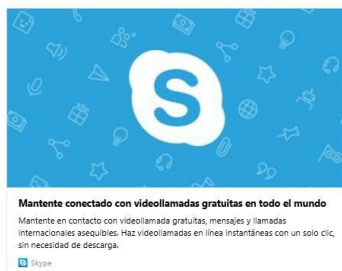 S
Mantente conectado con videollamadas gratuitas en todo el mundo
Mantente en contacto con videollamada gratuitas, mensajes y llamadas
internacionales asequibles. Haz videollamadas en línea instantáneas con un solo clic,
sin necesidad de descarga.
Skype